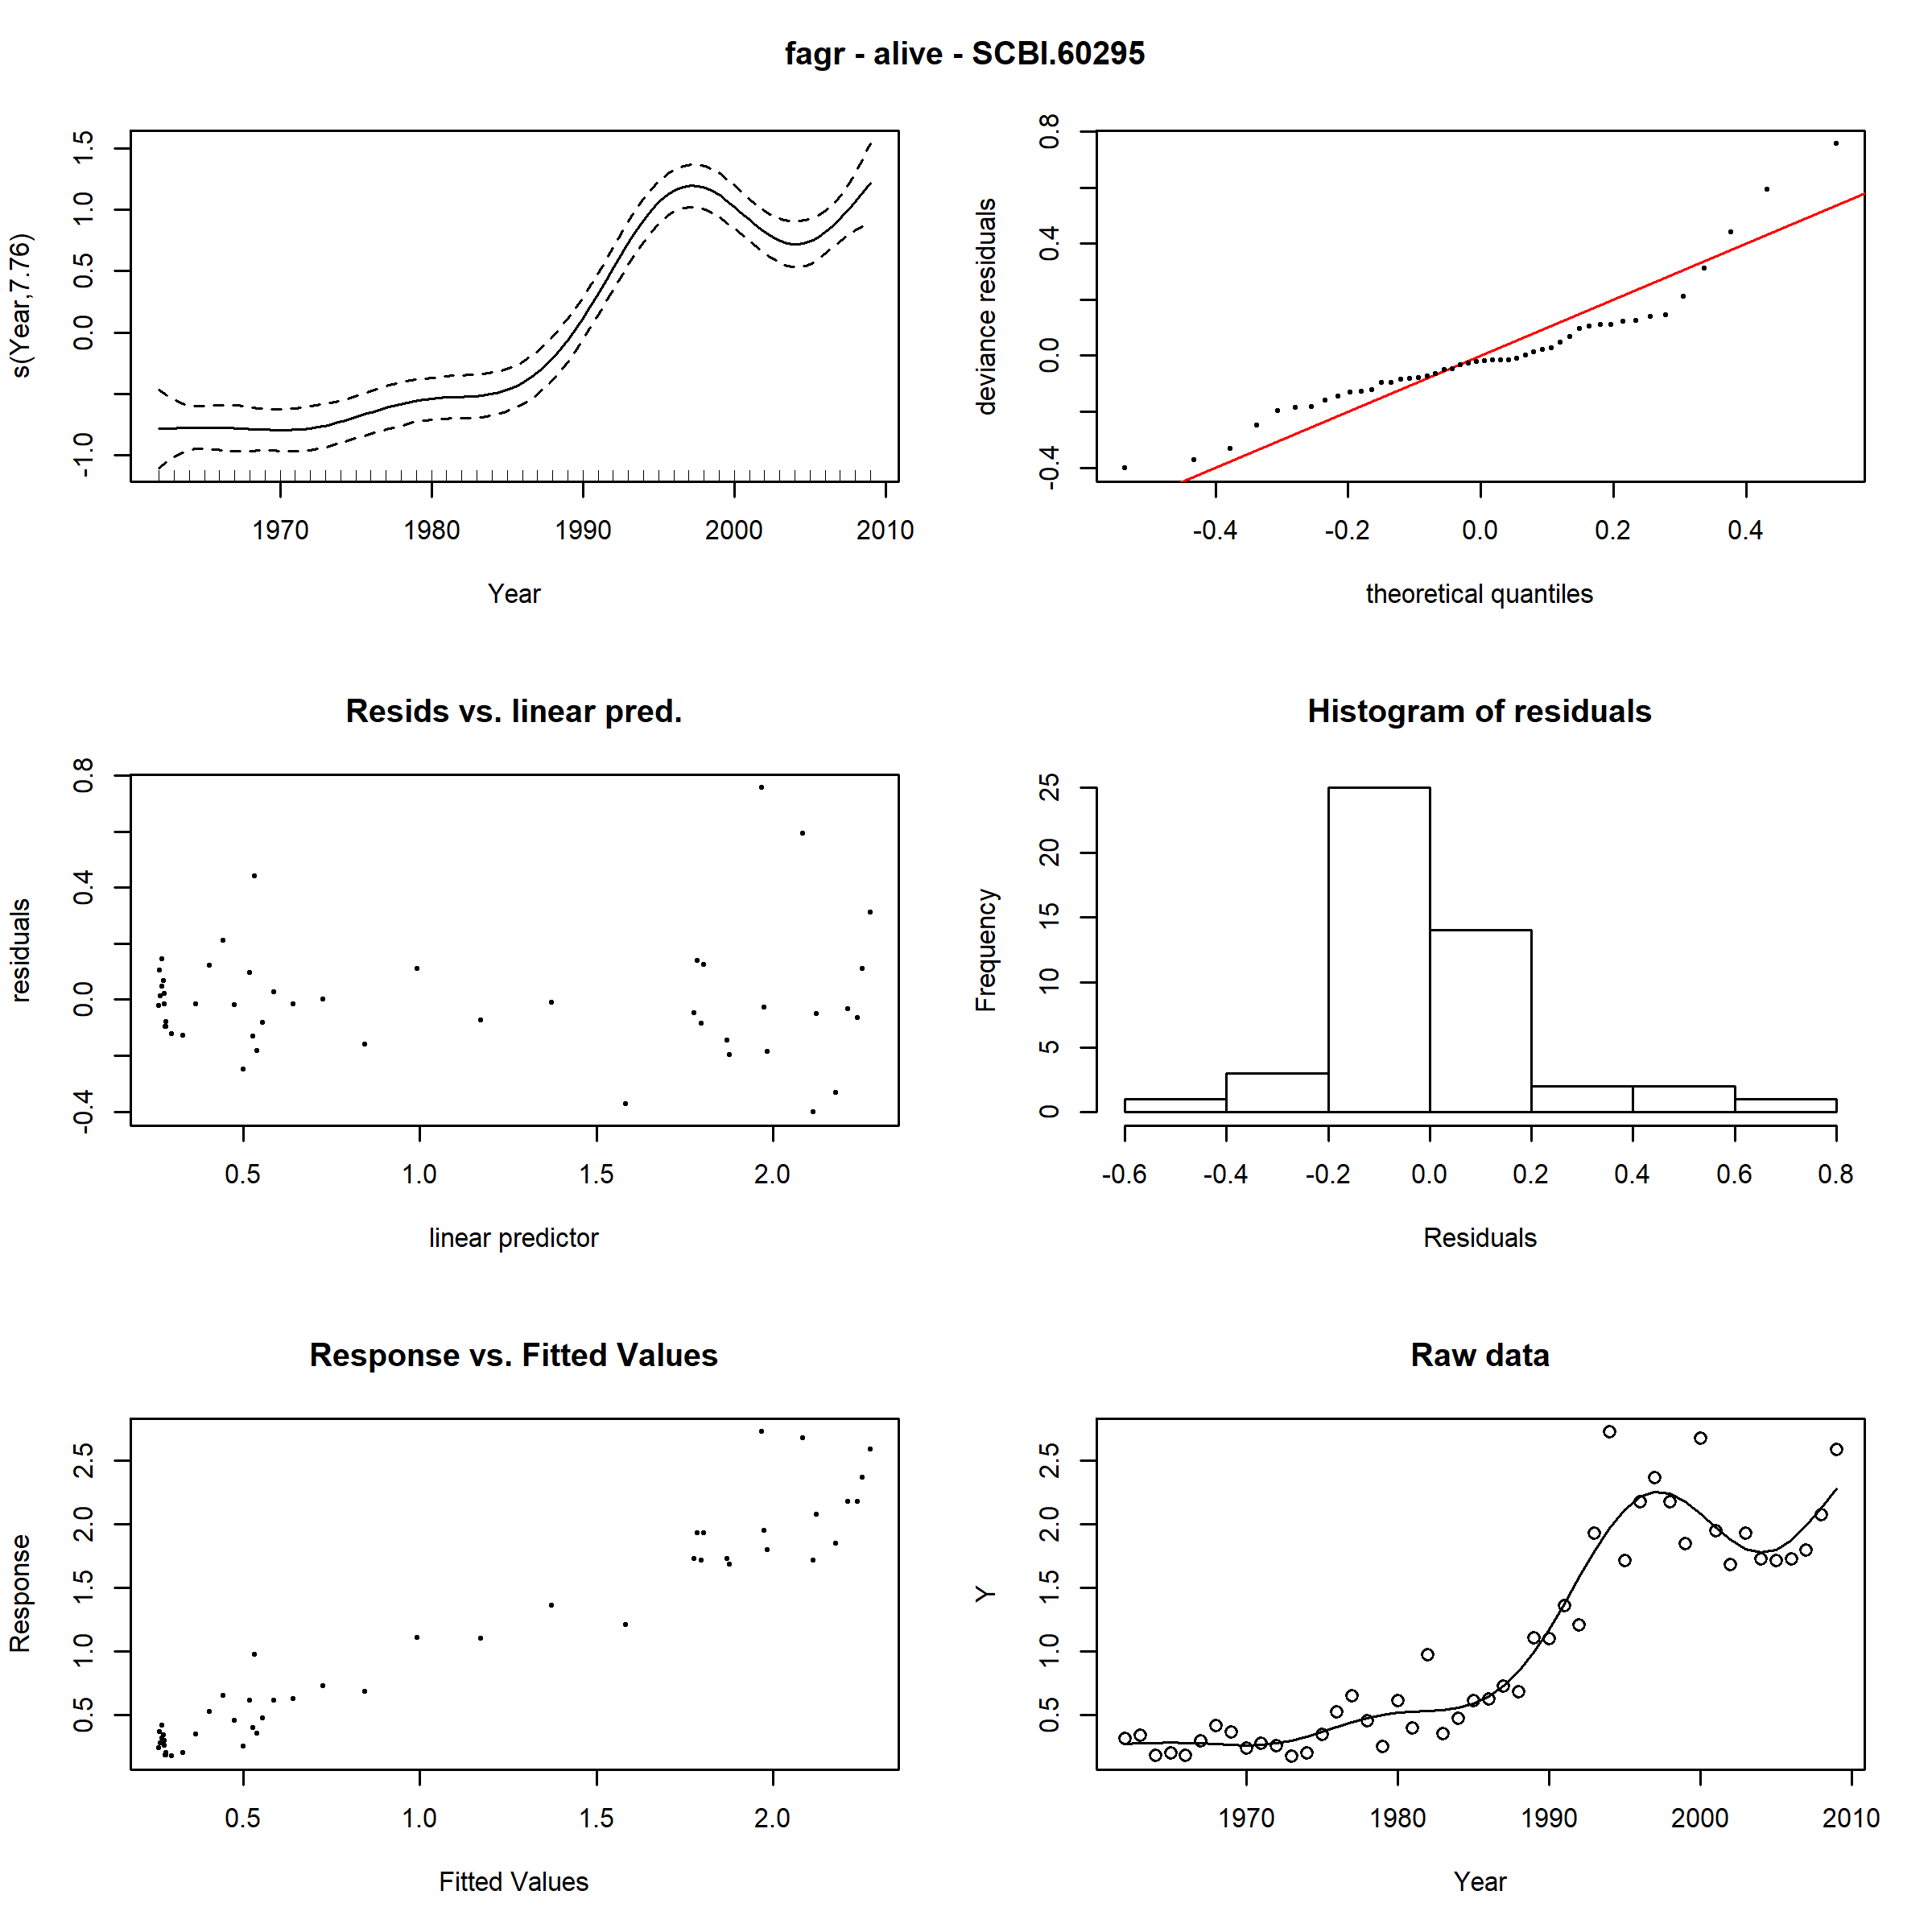 fagr - alive - SCBI.60295
s(Year,7.76)
-1.0 0.0 0.5 1.0 1.5
1970 1980 1990 2000 2010
Year
deviance residuals
-0.4 0.0 0.4 0.8
-0.4 -0.2 0.0 0.2 0.4
theoretical quantiles
Resids vs. linear pred.
residuals
-0.4 0.0 0.4 0.8
0.5 1.0 1.5 2.0
linear predictor
Histogram of residuals
Frequency
0 5 10 15 20 25
-0.6 -0.4 -0.2 0.0 0.2 0.4 0.6 0.8
Residuals
Response vs. Fitted Values
Response
0.5 1.0 1.5 2.0 2.5
0.5 1.0 1.5 2.0
Fitted Values
Raw data
Y
0.5 1.0 1.5 2.0 2.5
1970 1980 1990 2000 2010
Year